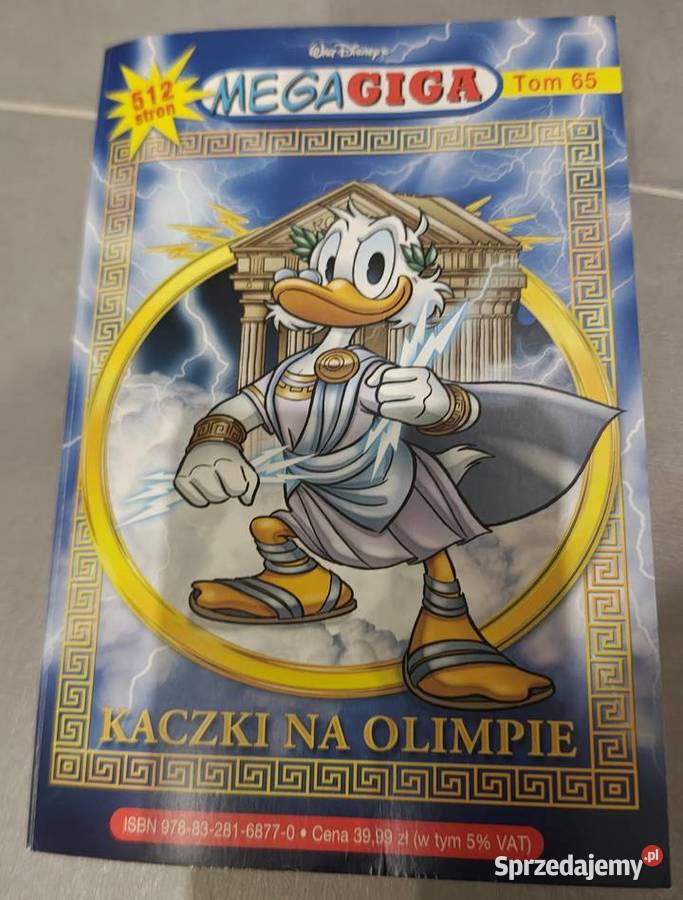 Walt Disney's
512
stron
MEGAGIGA
Tom 65
KACZKI NA OLIMPIE
ISBN 978-83-281-6877-0 • Cena 39,99 zł (w tym 5% VAT)
Sprzedajemy.pl